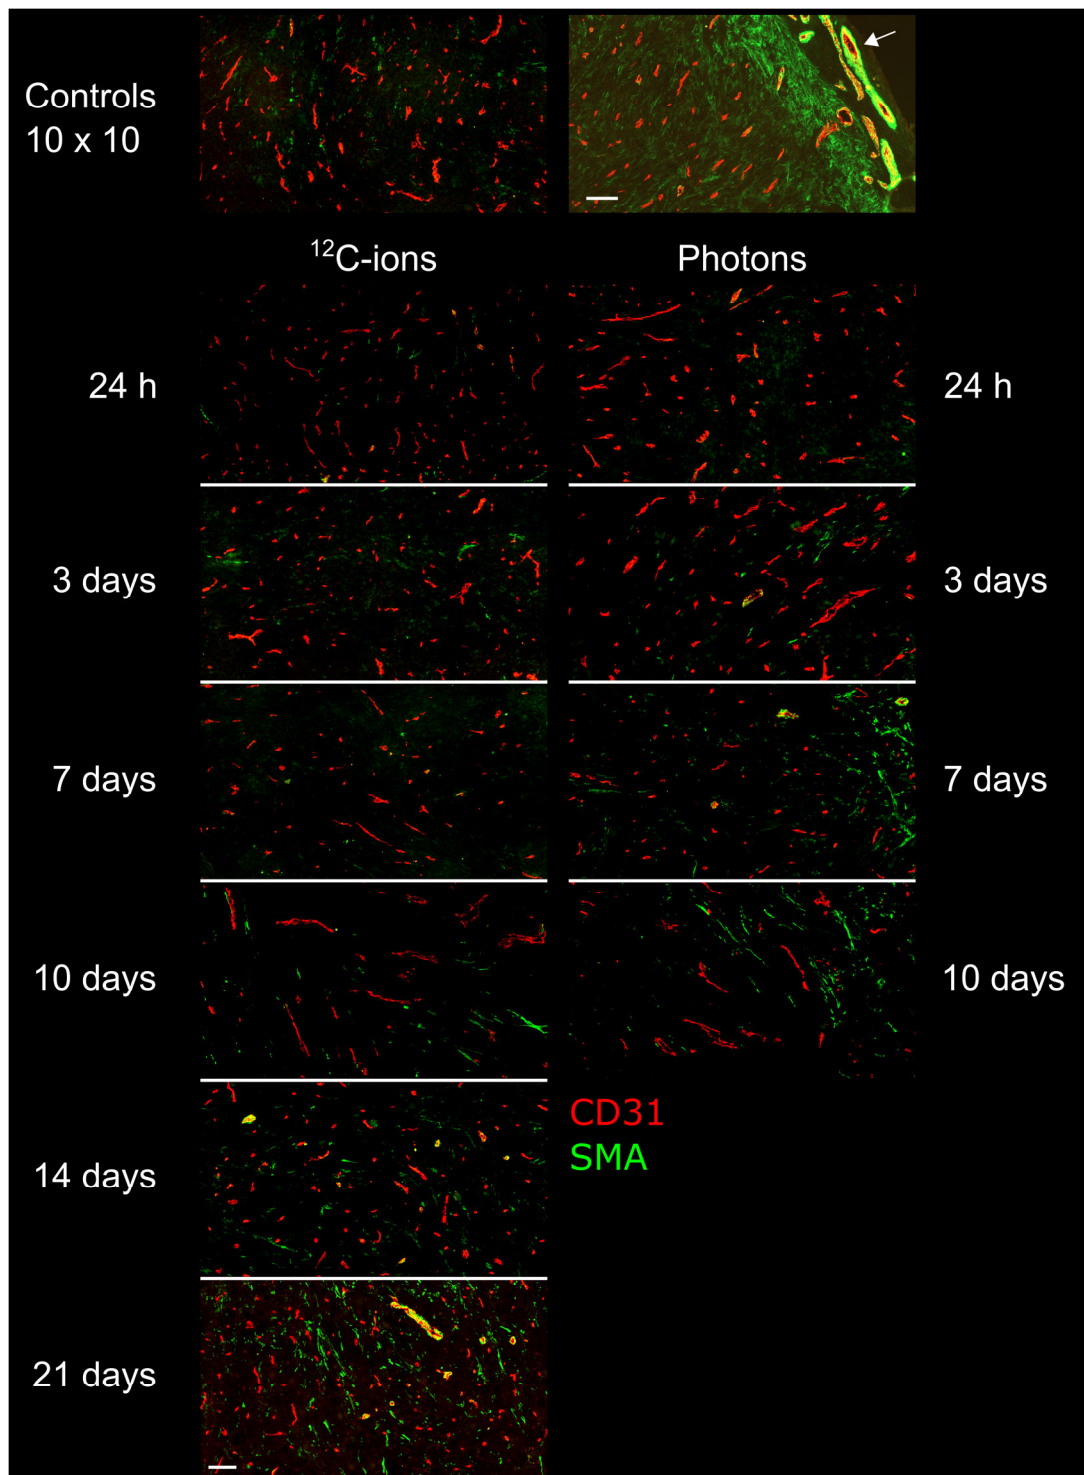 Controls
10 x 10
¹²C-ions
Photons
24 h
24 h
3 days
3 days
7 days
7 days
10 days
10 days
CD31
SMA
14 days
21 days